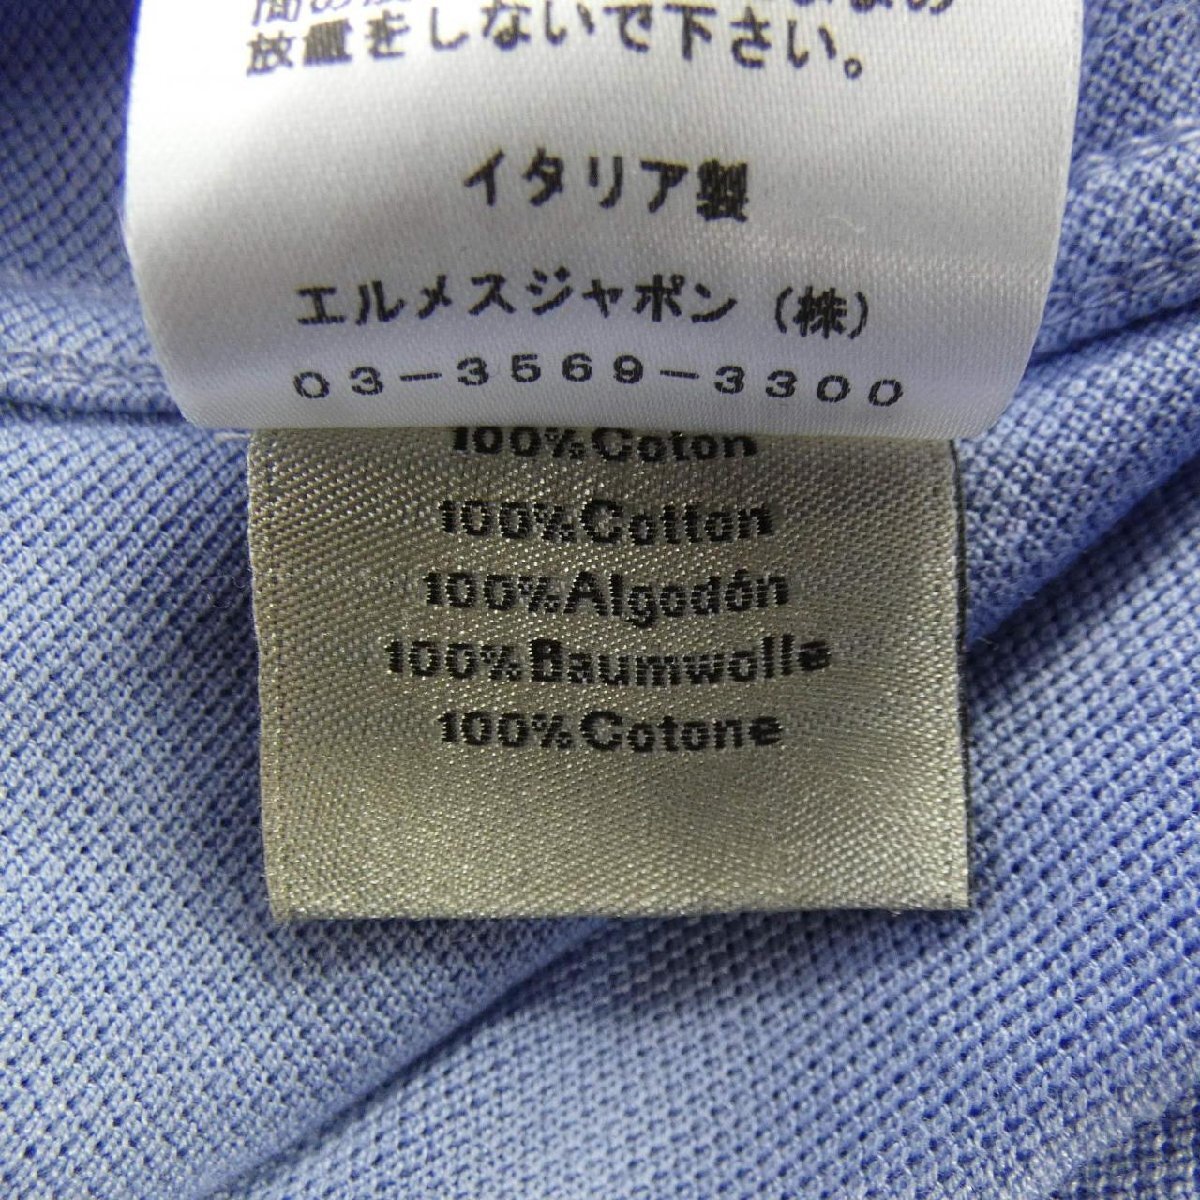 放置をしないで下さい。
イタリア製
エルメスジャポン（株）
03-3569-3300
100%Coton
100%Cotton
100%Algodón
100%Baumwolle
100%Cotone